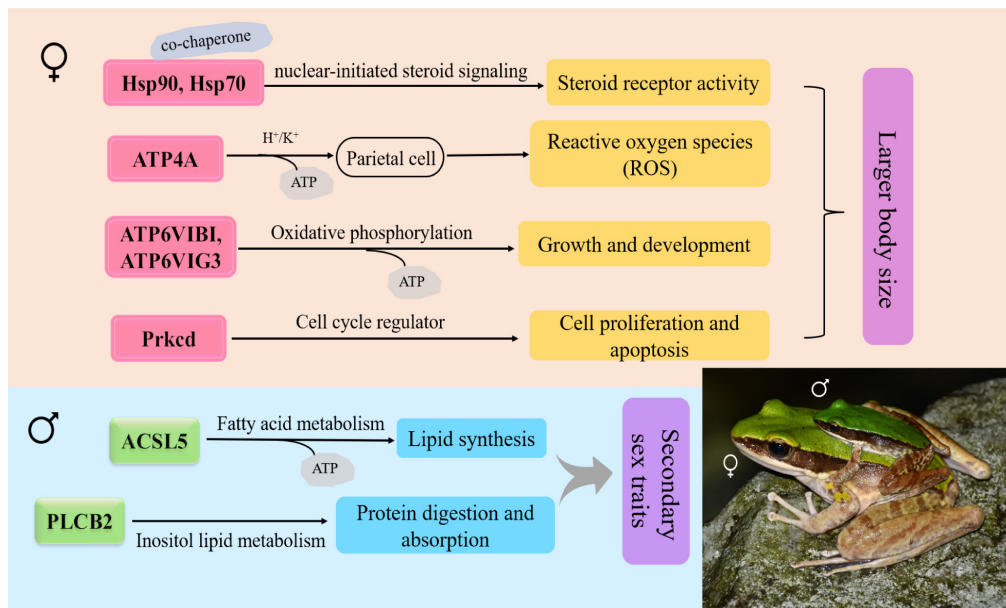 ♀
co-chaperone
Hsp90, Hsp70
nuclear-initiated steroid signaling
Steroid receptor activity
ATP4A
H⁺/K⁺
ATP
Parietal cell
Reactive oxygen species
(ROS)
ATP6VIBI,
ATP6VIG3
Oxidative phosphorylation
ATP
Growth and development
Prkcd
Cell cycle regulator
Cell proliferation and
apoptosis
Larger body size
♂
ACSL5
Fatty acid metabolism
ATP
Lipid synthesis
PLCB2
Inositol lipid metabolism
Protein digestion and
absorption
Secondary
sex traits
♂
♀